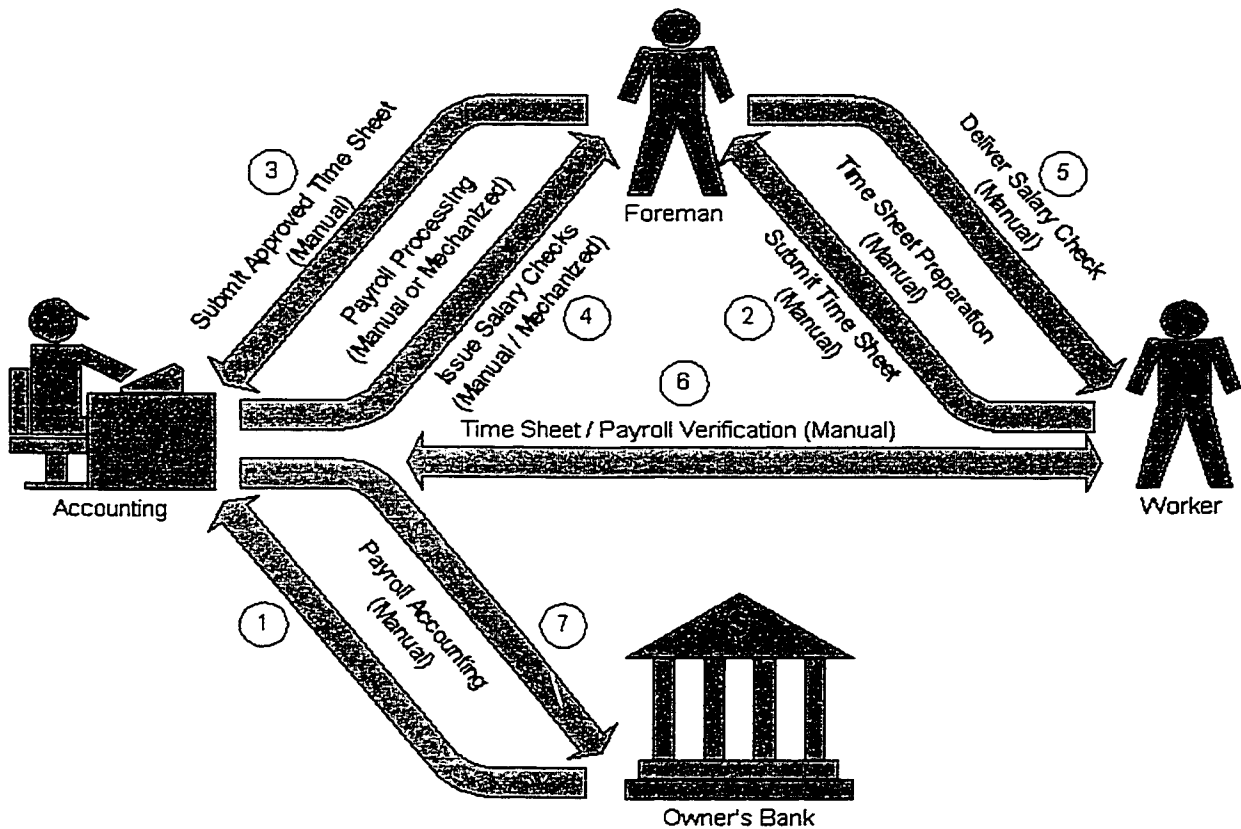 Foreman
3
Submit Approved Time Sheet
(Manual)
Payroll Processing
(Manual or Mechanized)
Issue Salary Checks
(Manual / Mechanized)
4
5
Deliver Salary Check
(Manual)
Time Sheet Preparation
(Manual)
Submit Time Sheet
(Manual)
2
6
Time Sheet / Payroll Verification (Manual)
Accounting
Worker
1
Payroll Accounting
(Manual)
7
Owner's Bank